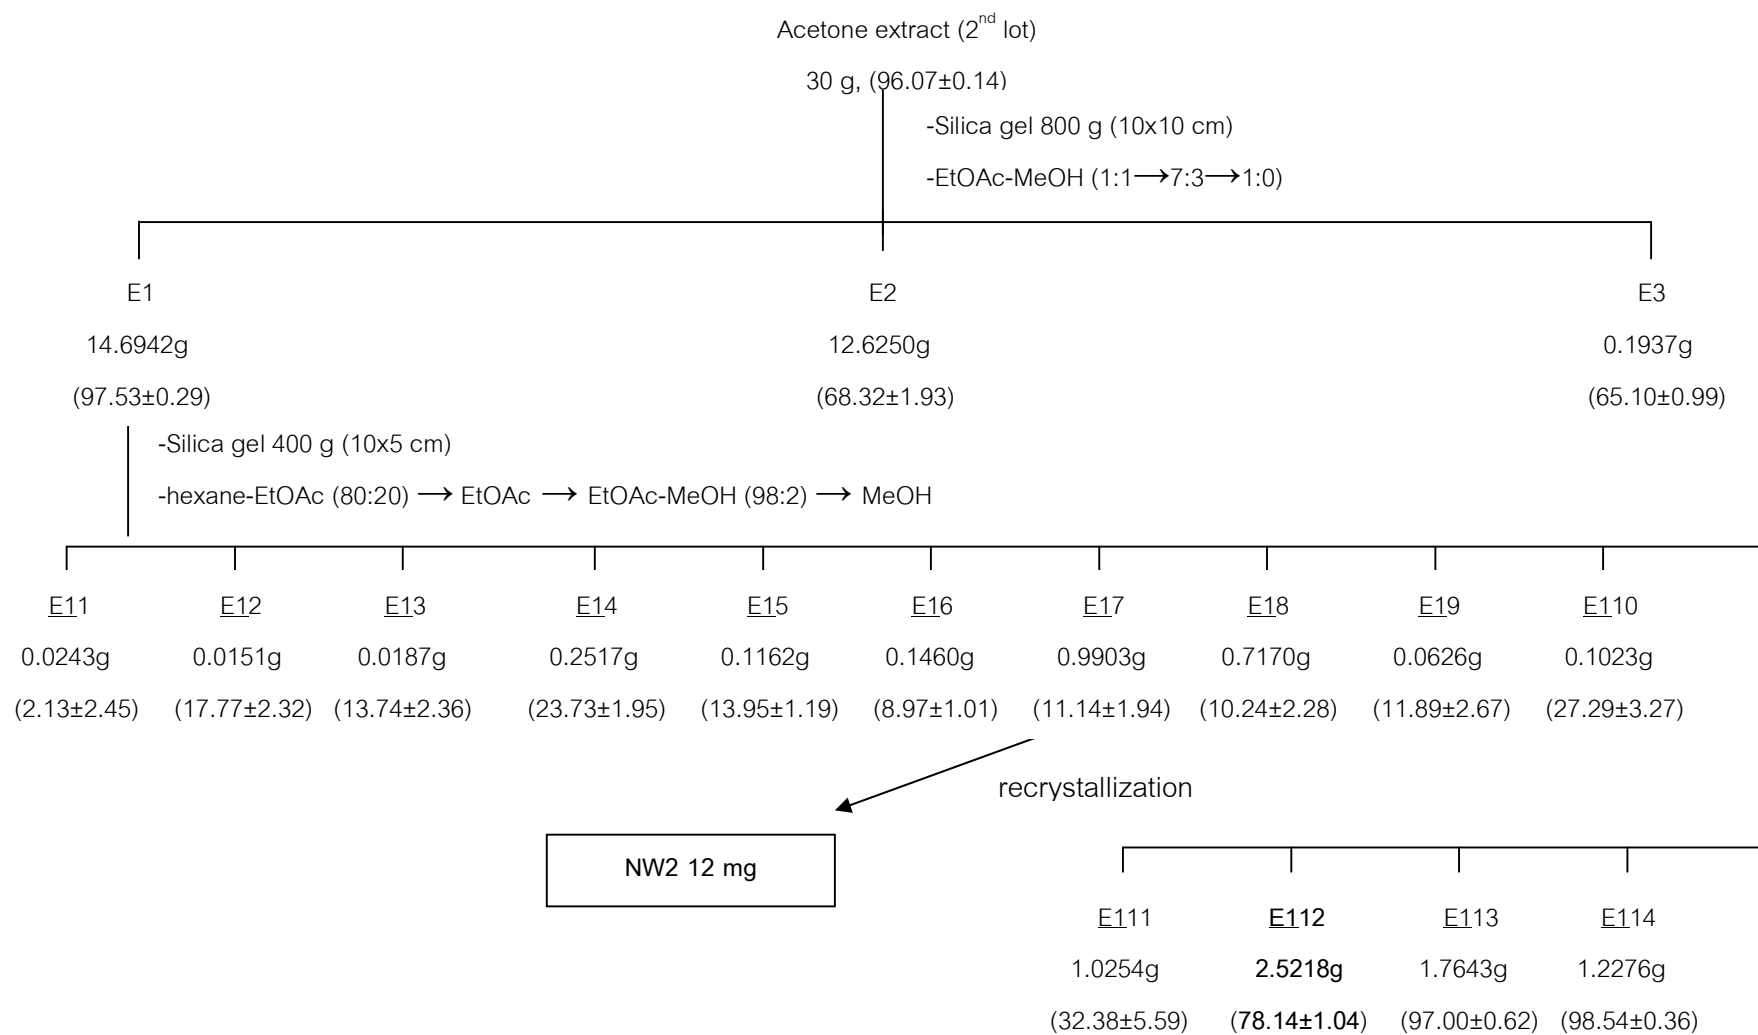 Acetone extract (2nd lot)
30 g, (96.07±0.14)
-Silica gel 800 g (10x10 cm)
-EtOAc-MeOH (1:1→7:3→1:0)
E1 E2 E3
14.6942g 12.6250g 0.1937g
(97.53±0.29) (68.32±1.93) (65.10±0.99)
-Silica gel 400 g (10x5 cm)
-hexane-EtOAc (80:20) → EtOAc → EtOAc-MeOH (98:2) → MeOH
E11 E12 E13 E14 E15 E16 E17 E18 E19 E110
0.0243g 0.0151g 0.0187g 0.2517g 0.1162g 0.1460g 0.9903g 0.7170g 0.0626g 0.1023g
(2.13±2.45) (17.77±2.32) (13.74±2.36) (23.73±1.95) (13.95±1.19) (8.97±1.01) (11.14±1.94) (10.24±2.28) (11.89±2.67) (27.29±3.27)
recrystallization
NW2 12 mg
E111 E112 E113 E114
1.0254g 2.5218g 1.7643g 1.2276g
(32.38±5.59) (78.14±1.04) (97.00±0.62) (98.54±0.36)